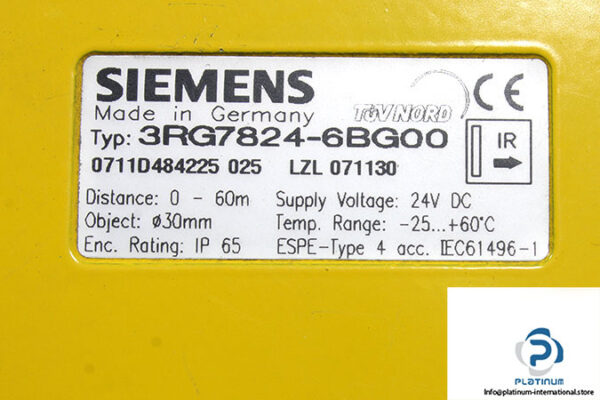 SIEMENS
Made in Germany
TÜV NORD
CE
Typ: 3RG7824-6BG00
IR
0711D484225 025 LZL 071130
Distance: 0 - 60m Supply Voltage: 24V DC
Object: ø30mm Temp. Range: -25...+60°C
Enc. Rating: IP 65 ESPE-Type 4 acc. IEC61496-1
PLATINUM
Info@platinum-international.store